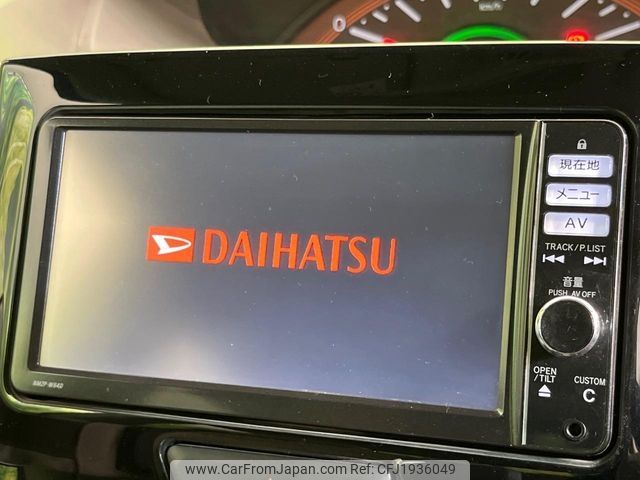 0
現在地
メニュー
AV
DAIHATSU
TRACK/P.LIST
音量
PUSH AV OFF
OPEN
/TILT
CUSTOM
C
NMZP-W64D
www.CarFromJapan.com REF:CFJ1936049